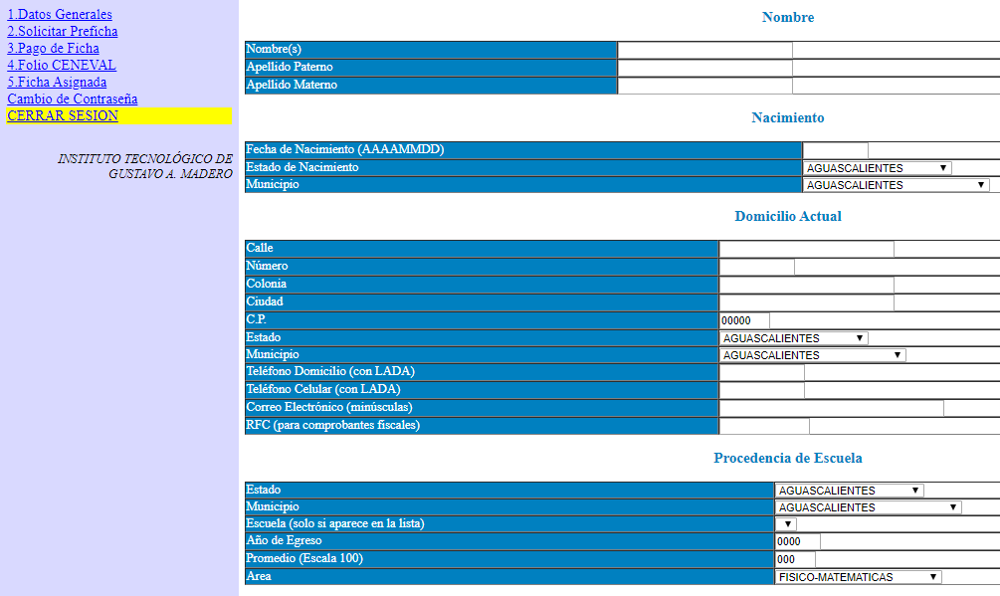 1.Datos Generales
2.Solicitar Preficha
3.Pago de Ficha
4.Folio CENEVAL
5.Ficha Asignada
Cambio de Contraseña
CERRAR SESION
INSTITUTO TECNOLÓGICO DE
GUSTAVO A. MADERO
Nombre
Nombre(s)
Apellido Paterno
Apellido Materno
Nacimiento
Fecha de Nacimiento (AAAAMMDD)
Estado de Nacimiento AGUASCALIENTES
Municipio AGUASCALIENTES
Domicilio Actual
Calle
Número
Colonia
Ciudad
C.P. 00000
Estado AGUASCALIENTES
Municipio AGUASCALIENTES
Teléfono Domicilio (con LADA)
Teléfono Celular (con LADA)
Correo Electrónico (minúsculas)
RFC (para comprobantes fiscales)
Procedencia de Escuela
Estado AGUASCALIENTES
Municipio AGUASCALIENTES
Escuela (solo si aparece en la lista)
Año de Egreso 0000
Promedio (Escala 100) 000
Area FISICO-MATEMATICAS